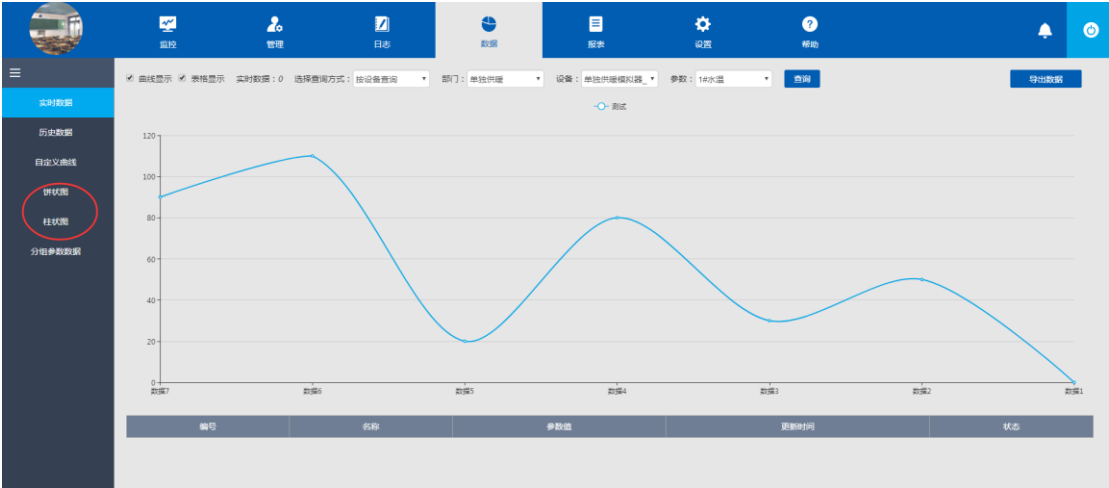 监控 管理 日志 数据 报表 设置 帮助
曲线显示 表格显示 实时数据：0 选择查询方式：按设备查询 部门：单独供暖 设备：单独供暖模拟器_ 参数：1#水温 查询 导出数据
实时数据
历史数据
自定义曲线
饼状图
柱状图
分组参数数据
测试
120
100
80
60
40
20
0
数据7 数据6 数据5 数据4 数据3 数据2 数据1
编号 名称 参数值 更新时间 状态